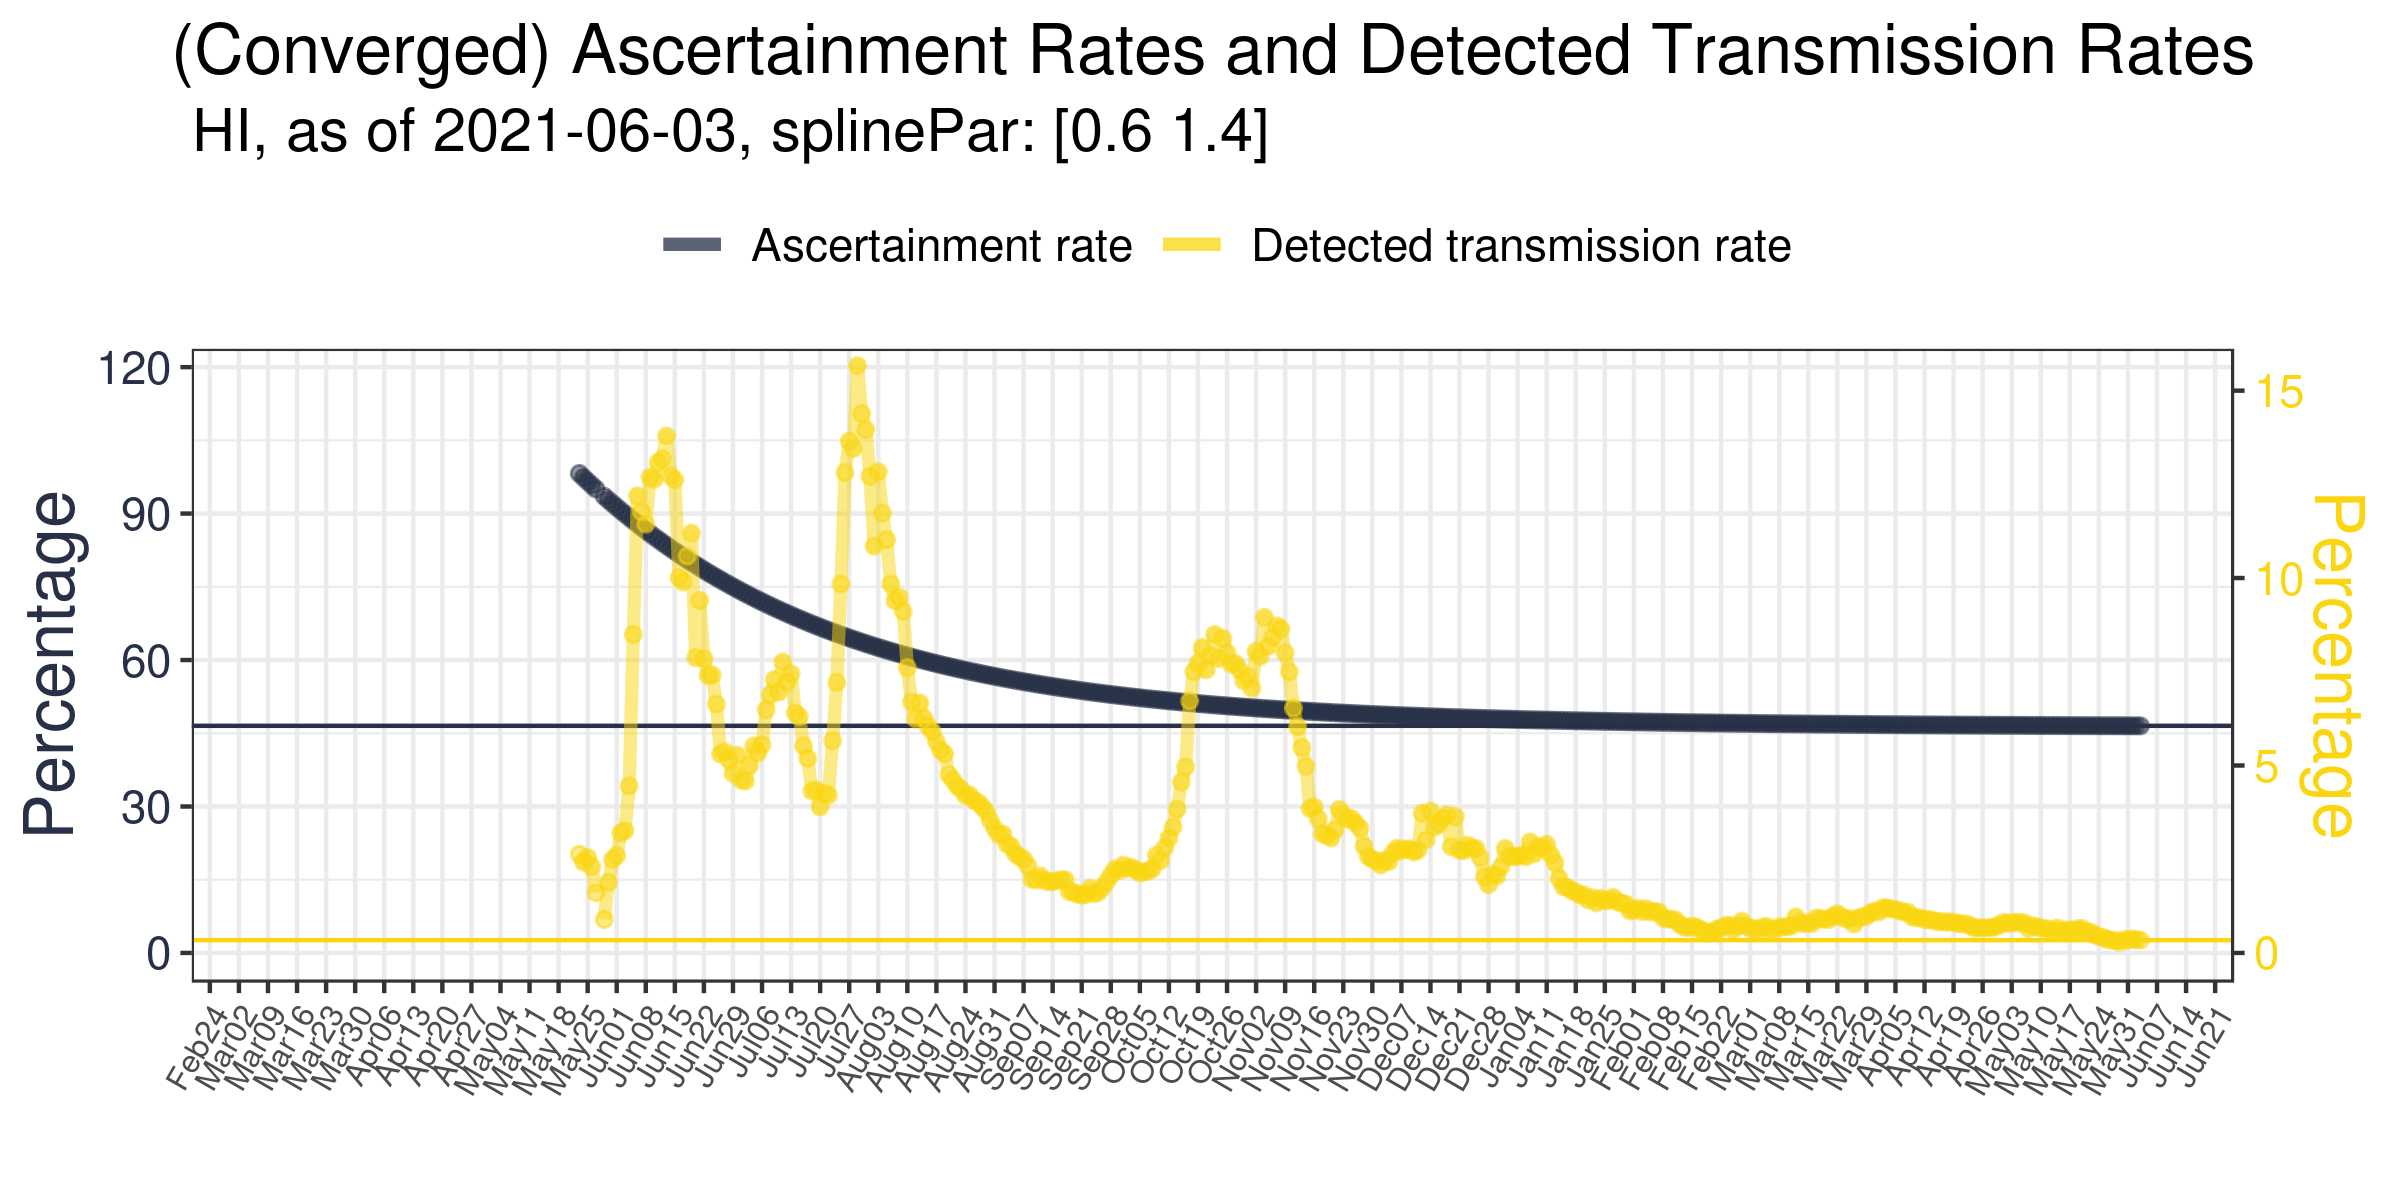 (Converged) Ascertainment Rates and Detected Transmission Rates
HI, as of 2021-06-03, splinePar: [0.6 1.4]
Ascertainment rate
Detected transmission rate
Percentage
120
90
60
30
0
15
10
5
0
Percentage
Feb24
Mar02
Mar09
Mar16
Mar23
Mar30
Apr06
Apr13
Apr20
Apr27
May04
May11
May18
May25
Jun01
Jun08
Jun15
Jun22
Jun29
Jul06
Jul13
Jul20
Jul27
Aug03
Aug10
Aug17
Aug24
Aug31
Sep07
Sep14
Sep21
Sep28
Oct05
Oct12
Oct19
Oct26
Nov02
Nov09
Nov16
Nov23
Nov30
Dec07
Dec14
Dec21
Dec28
Jan04
Jan11
Jan18
Jan25
Feb01
Feb08
Feb15
Feb22
Mar01
Mar08
Mar15
Mar22
Mar29
Apr05
Apr12
Apr19
Apr26
May03
May10
May17
May24
May31
Jun07
Jun14
Jun21